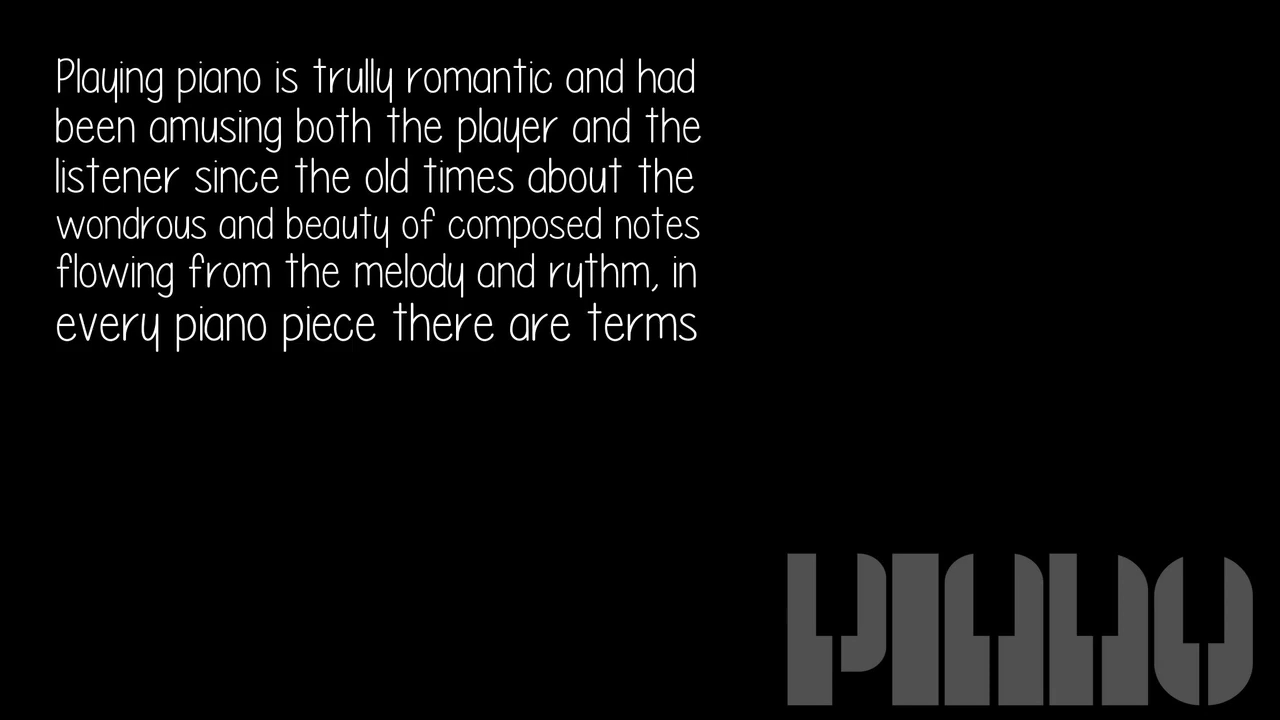 Playing piano is trully romantic and had
been amusing both the player and the
listener since the old times about the
wondrous and beauty of composed notes
flowing from the melody and rythm, in
every piano piece there are terms
PIANO